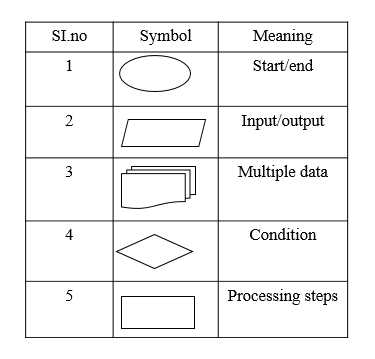 SI.no Symbol Meaning
1 Start/end
2 Input/output
3 Multiple data
4 Condition
5 Processing steps